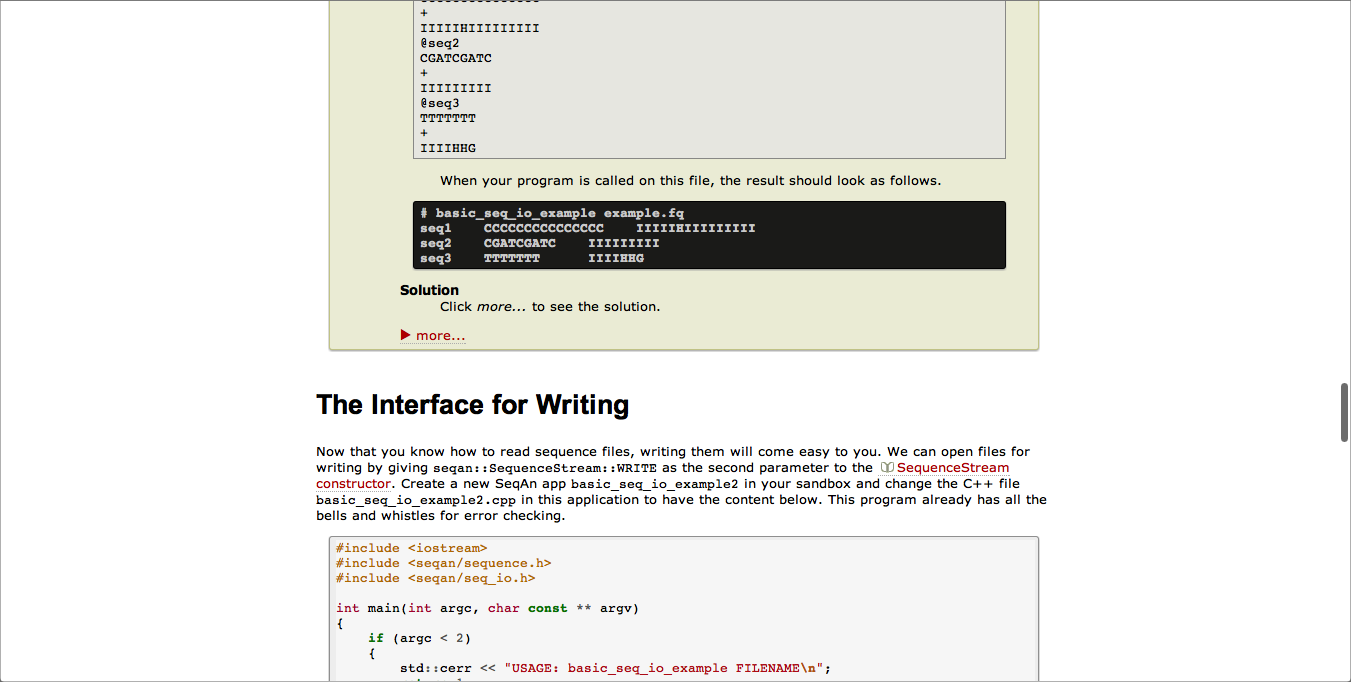 +
IIIIIHIIIIIIIII
@seq2
CGATCGATC
+
IIIIIIIII
@seq3
TTTTTTT
+
IIIIHHG
When your program is called on this file, the result should look as follows.
# basic_seq_io_example example.fq
seq1    CCCCCCCCCCCCCCC    IIIIIHIIIIIIIII
seq2    CGATCGATC    IIIIIIIII
seq3    TTTTTTT      IIIIHHG
Solution
Click more... to see the solution.
▶ more...
The Interface for Writing
Now that you know how to read sequence files, writing them will come easy to you. We can open files for
writing by giving seqan::SequenceStream::WRITE as the second parameter to the SequenceStream
constructor. Create a new SeqAn app basic_seq_io_example2 in your sandbox and change the C++ file
basic_seq_io_example2.cpp in this application to have the content below. This program already has all the
bells and whistles for error checking.
#include <iostream>
#include <seqan/sequence.h>
#include <seqan/seq_io.h>
int main(int argc, char const ** argv)
{
    if (argc < 2)
    {
        std::cerr << "USAGE: basic_seq_io_example FILENAME\n";